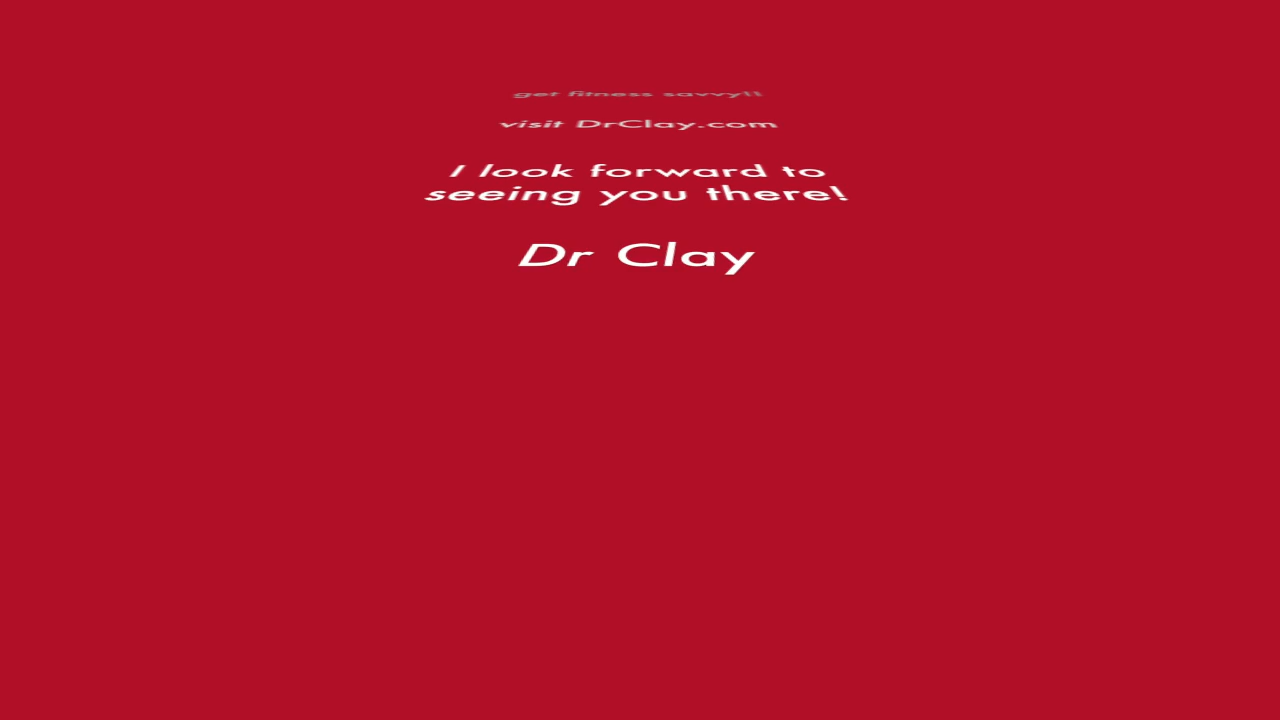 get fitness savvy!!
visit DrClay.com
I look forward to
seeing you there!
Dr Clay